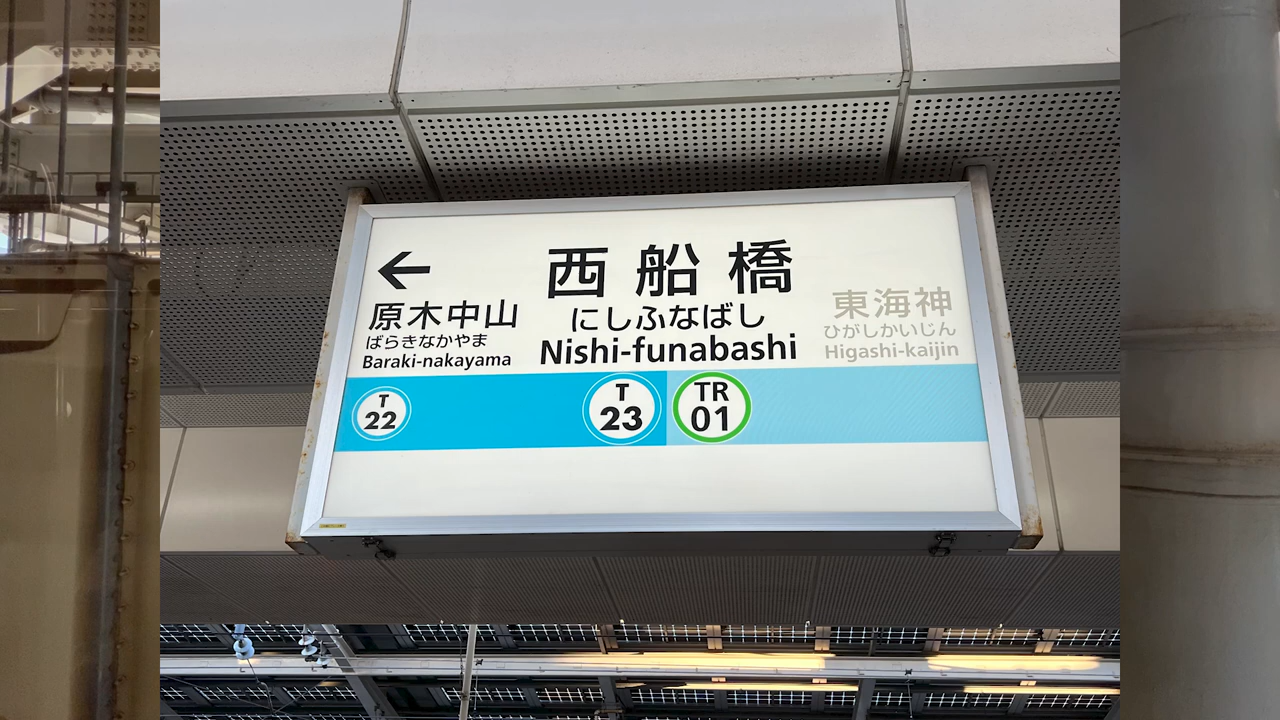 ←
西船橋
にしふなばし
Nishi-funabashi
原木中山
ばらきなかやま
Baraki-nakayama
東海神
ひがしかいじん
Higashi-kaijin
T
22
T
23
TR
01